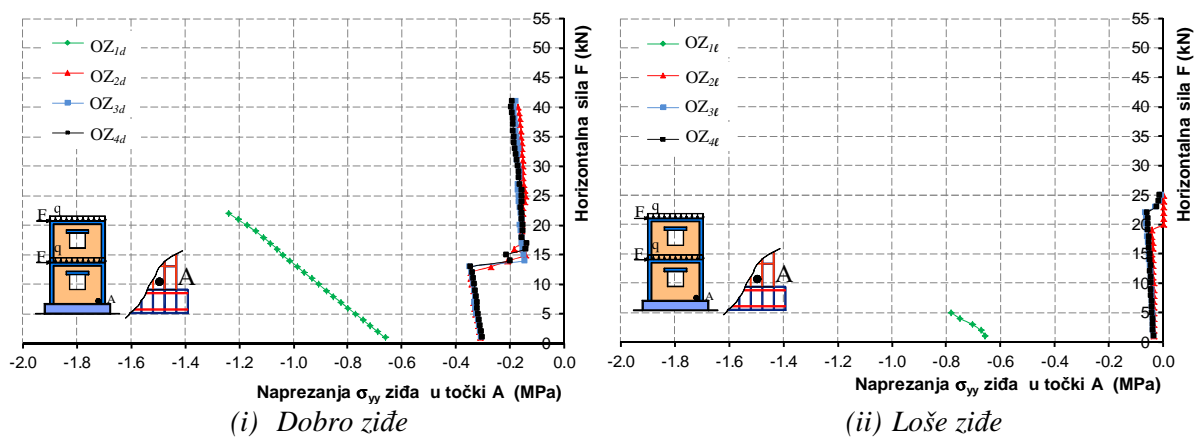 OZ1d
OZ2d
OZ3d
OZ4d
55
50
45
40
35
30
25
20
15
10
5
0
Horizontalna sila F (kN)
F q
F q
A
A
-2.0 -1.8 -1.6 -1.4 -1.2 -1.0 -0.8 -0.6 -0.4 -0.2 0.0
Naprezanja σyy ziđa u točki A (MPa)
(i) Dobro ziđe
OZ1ℓ
OZ2ℓ
OZ3ℓ
OZ4ℓ
55
50
45
40
35
30
25
20
15
10
5
0
Horizontalna sila F (kN)
F q
F q
A
A
-2.0 -1.8 -1.6 -1.4 -1.2 -1.0 -0.8 -0.6 -0.4 -0.2 0.0
Naprezanja σyy ziđa u točki A (MPa)
(ii) Loše ziđe